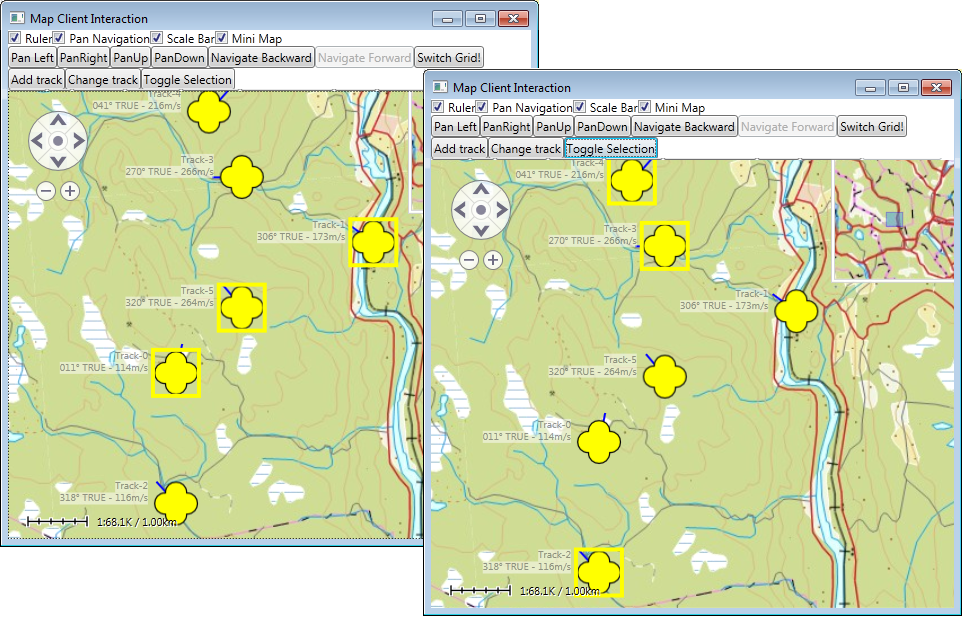 Map Client Interaction
Ruler Pan Navigation Scale Bar Mini Map
Pan Left PanRight PanUp PanDown Navigate Backward Navigate Forward Switch Grid!
Add track Change track Toggle Selection
Track-4
041° TRUE - 216m/s
Track-3
270° TRUE - 266m/s
Track-1
306° TRUE - 173m/s
Track-5
320° TRUE - 264m/s
Track-0
011° TRUE - 114m/s
Track-2
318° TRUE - 116m/s
1:68.1K / 1.00km
Map Client Interaction
Ruler Pan Navigation Scale Bar Mini Map
Pan Left PanRight PanUp PanDown Navigate Backward Navigate Forward Switch Grid!
Add track Change track Toggle Selection
Track-4
041° TRUE - 216m/s
Track-3
270° TRUE - 266m/s
Track-1
306° TRUE - 173m/s
Track-5
320° TRUE - 264m/s
Track-0
011° TRUE - 114m/s
Track-2
318° TRUE - 116m/s
1:68.1K / 1.00km